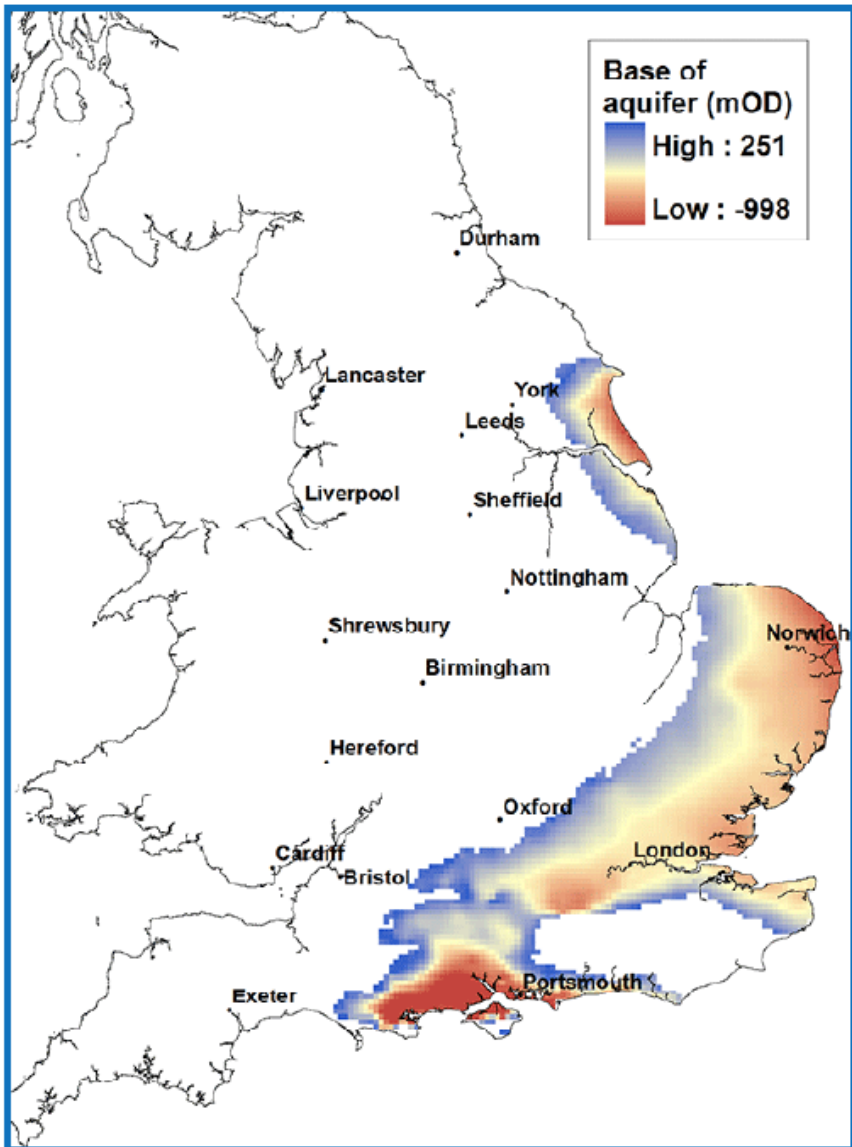 Base of
aquifer (mOD)
High : 251
Low : -998
Durham
Lancaster
York
Leeds
Liverpool
Sheffield
Nottingham
Shrewsbury
Norwich
Birmingham
Hereford
Oxford
London
Cardiff
Bristol
Portsmouth
Exeter